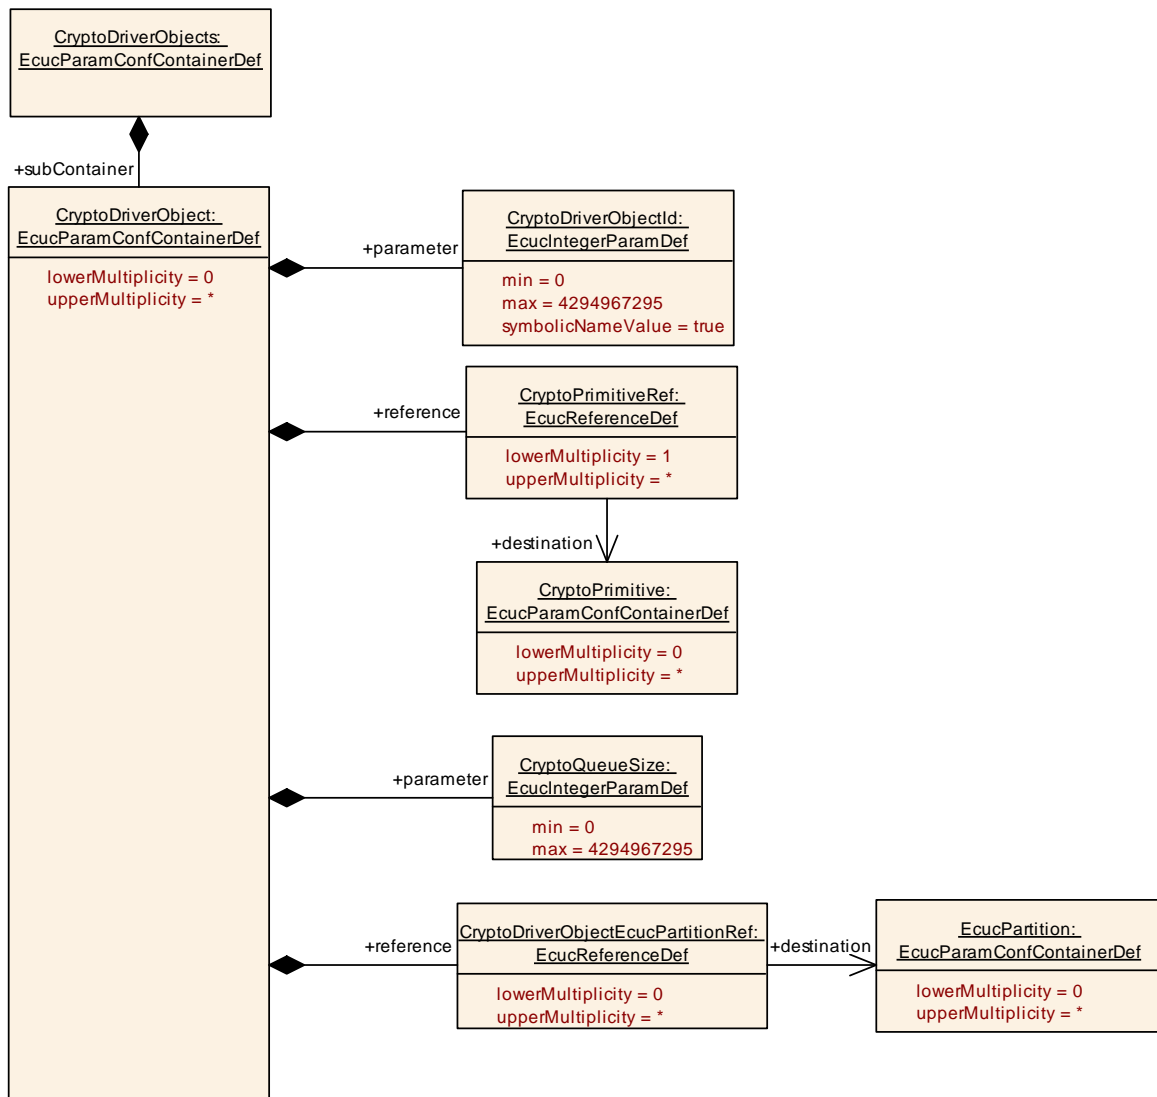 CryptoDriverObjects:
EcucParamConfContainerDef
+subContainer
CryptoDriverObject:
EcucParamConfContainerDef
lowerMultiplicity = 0
upperMultiplicity = *
+parameter
CryptoDriverObjectId:
EcucIntegerParamDef
min = 0
max = 4294967295
symbolicNameValue = true
+reference
CryptoPrimitiveRef:
EcucReferenceDef
lowerMultiplicity = 1
upperMultiplicity = *
+destination
CryptoPrimitive:
EcucParamConfContainerDef
lowerMultiplicity = 0
upperMultiplicity = *
+parameter
CryptoQueueSize:
EcucIntegerParamDef
min = 0
max = 4294967295
+reference
CryptoDriverObjectEcucPartitionRef:
EcucReferenceDef
lowerMultiplicity = 0
upperMultiplicity = *
+destination
EcucPartition:
EcucParamConfContainerDef
lowerMultiplicity = 0
upperMultiplicity = *